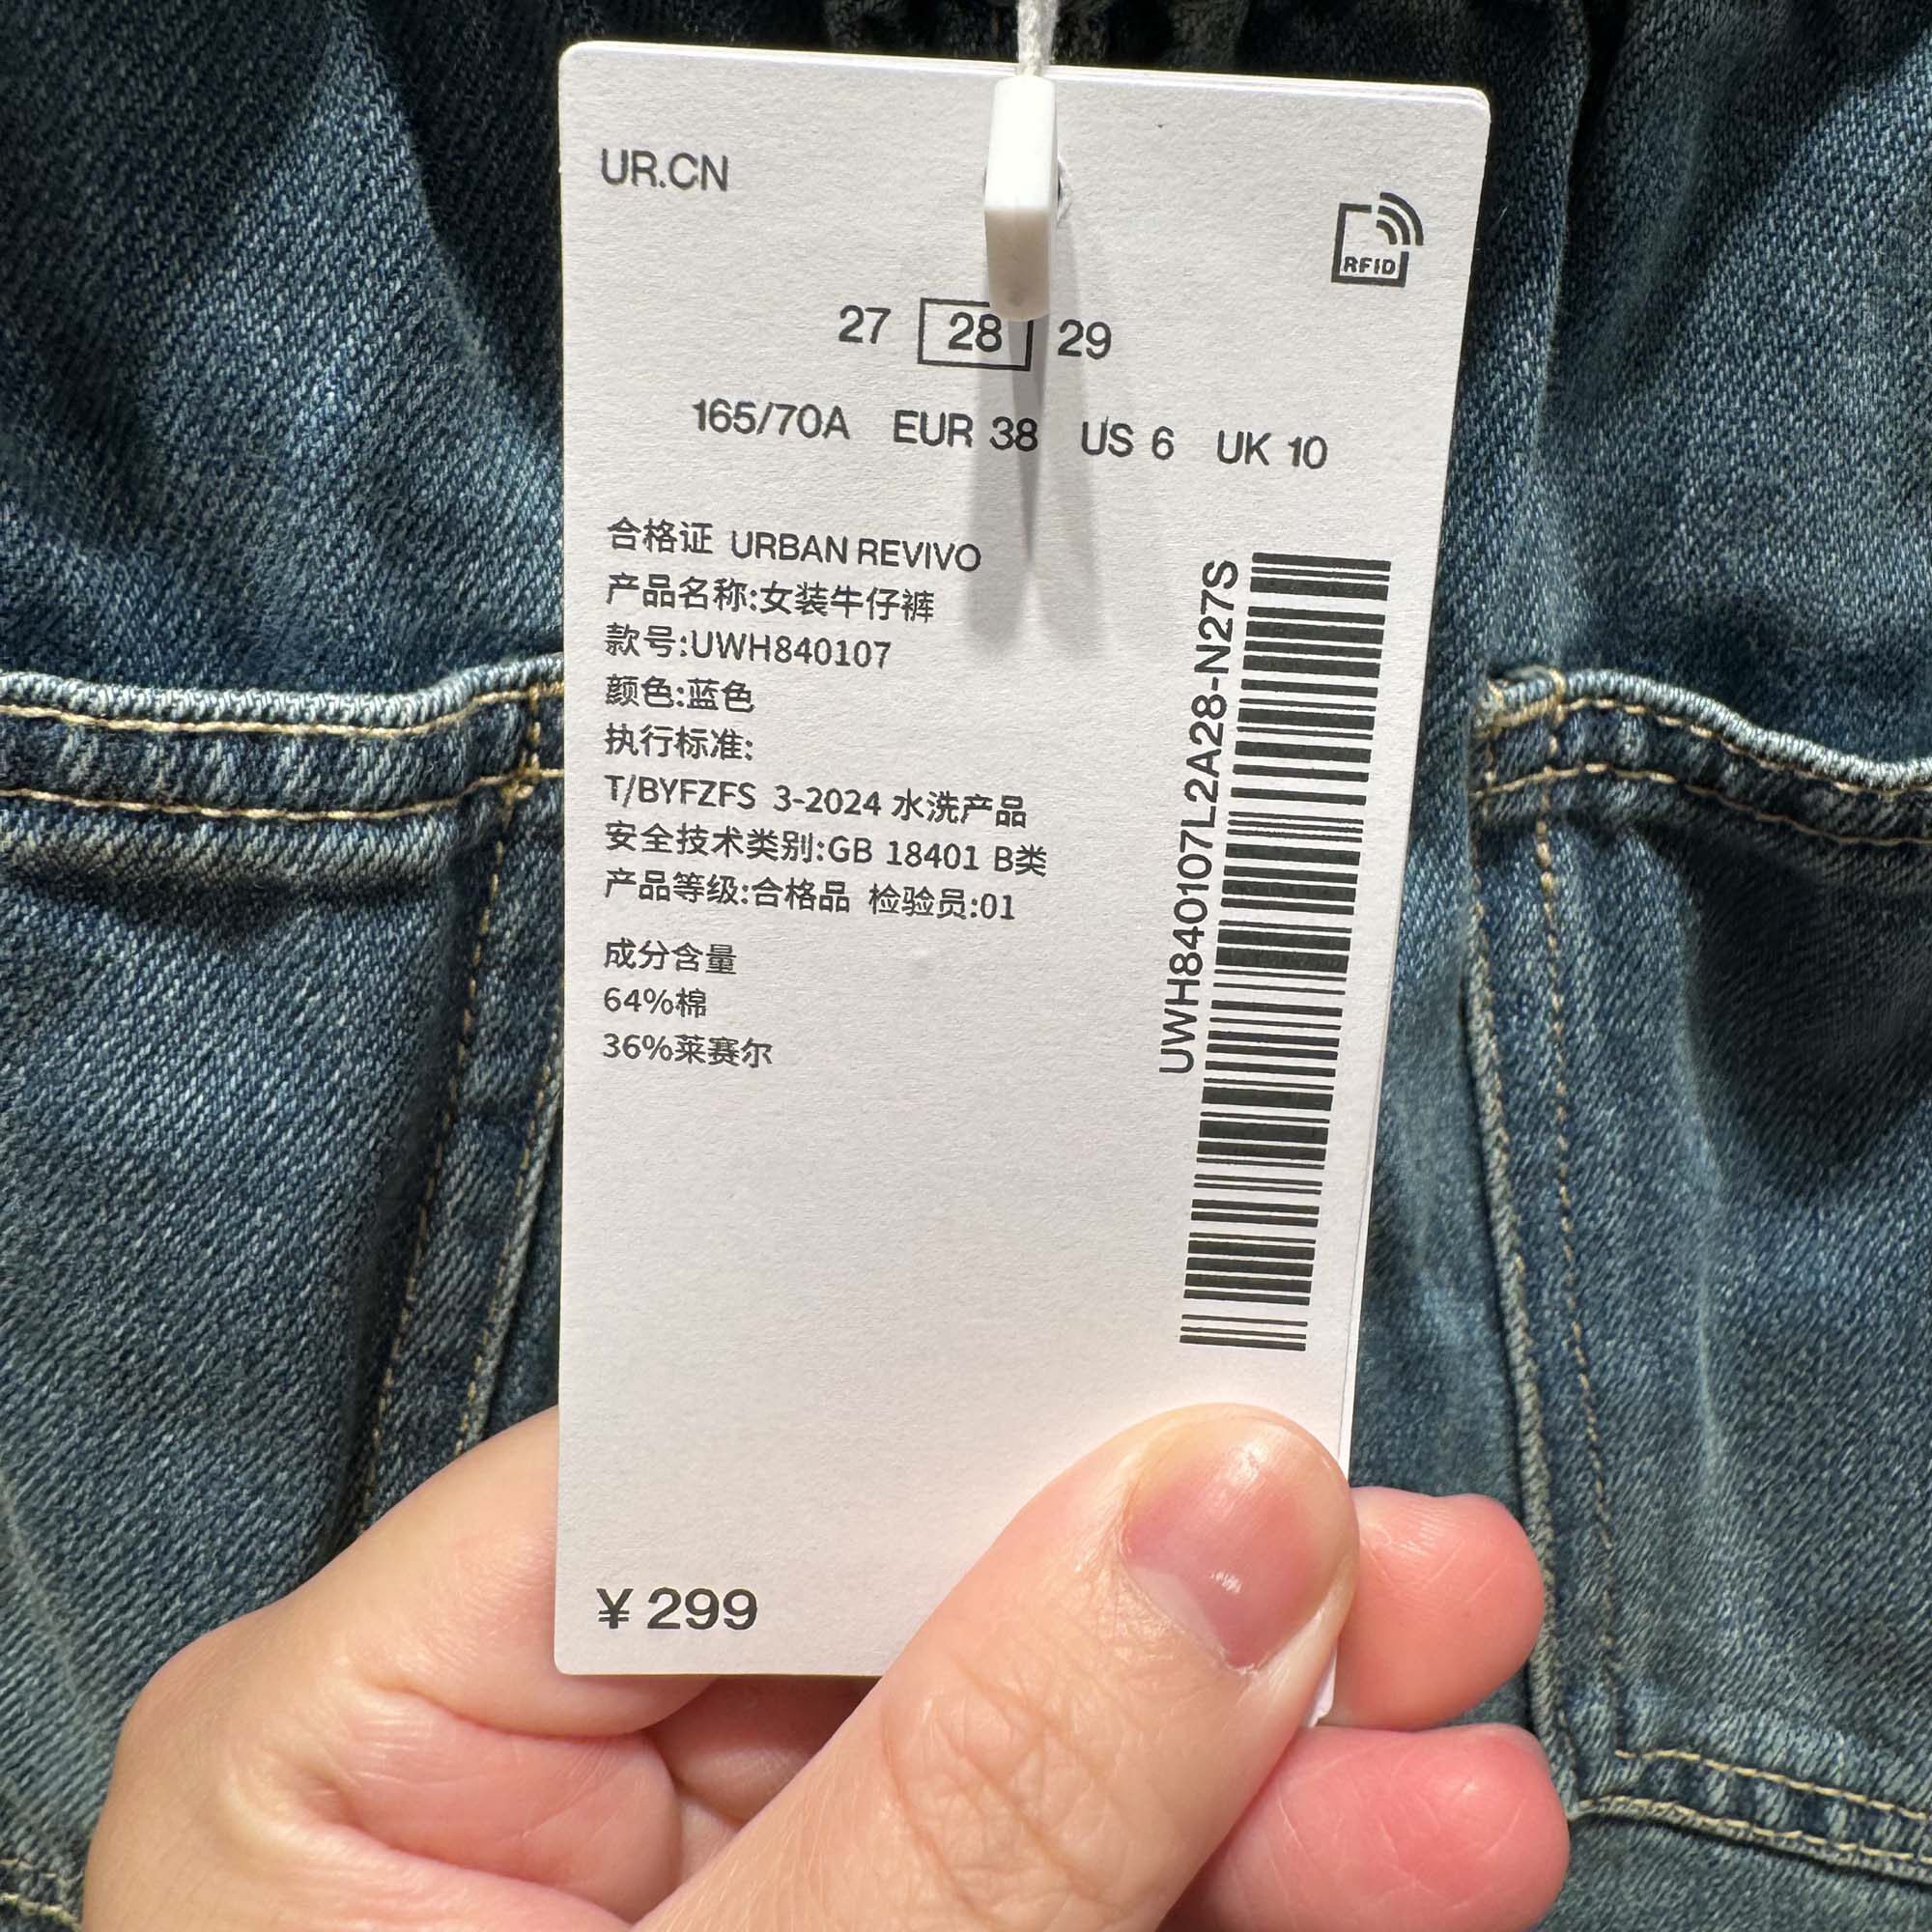 UR.CN
RFID
27 28 29
165/70A EUR 38 US 6 UK 10
合格证 URBAN REVIVO
产品名称:女装牛仔裤
款号:UWH840107
颜色:蓝色
执行标准:
T/BYFZFS 3-2024 水洗产品
安全技术类别:GB 18401 B类
产品等级:合格品 检验员:01
成分含量
64%棉
36%莱赛尔
UWH840107L2A28-N27S
¥ 299